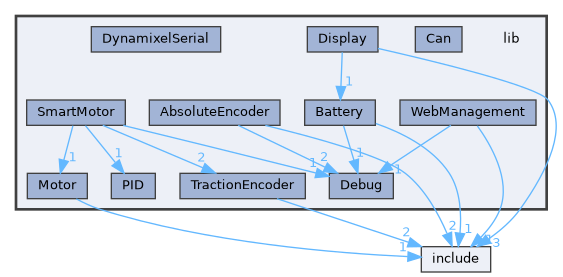 DynamixelSerial
Display
Can
lib
1
SmartMotor
AbsoluteEncoder
Battery
WebManagement
1
1
2
1
2
1
1
Motor
PID
TractionEncoder
Debug
1
2
2
1
3
include